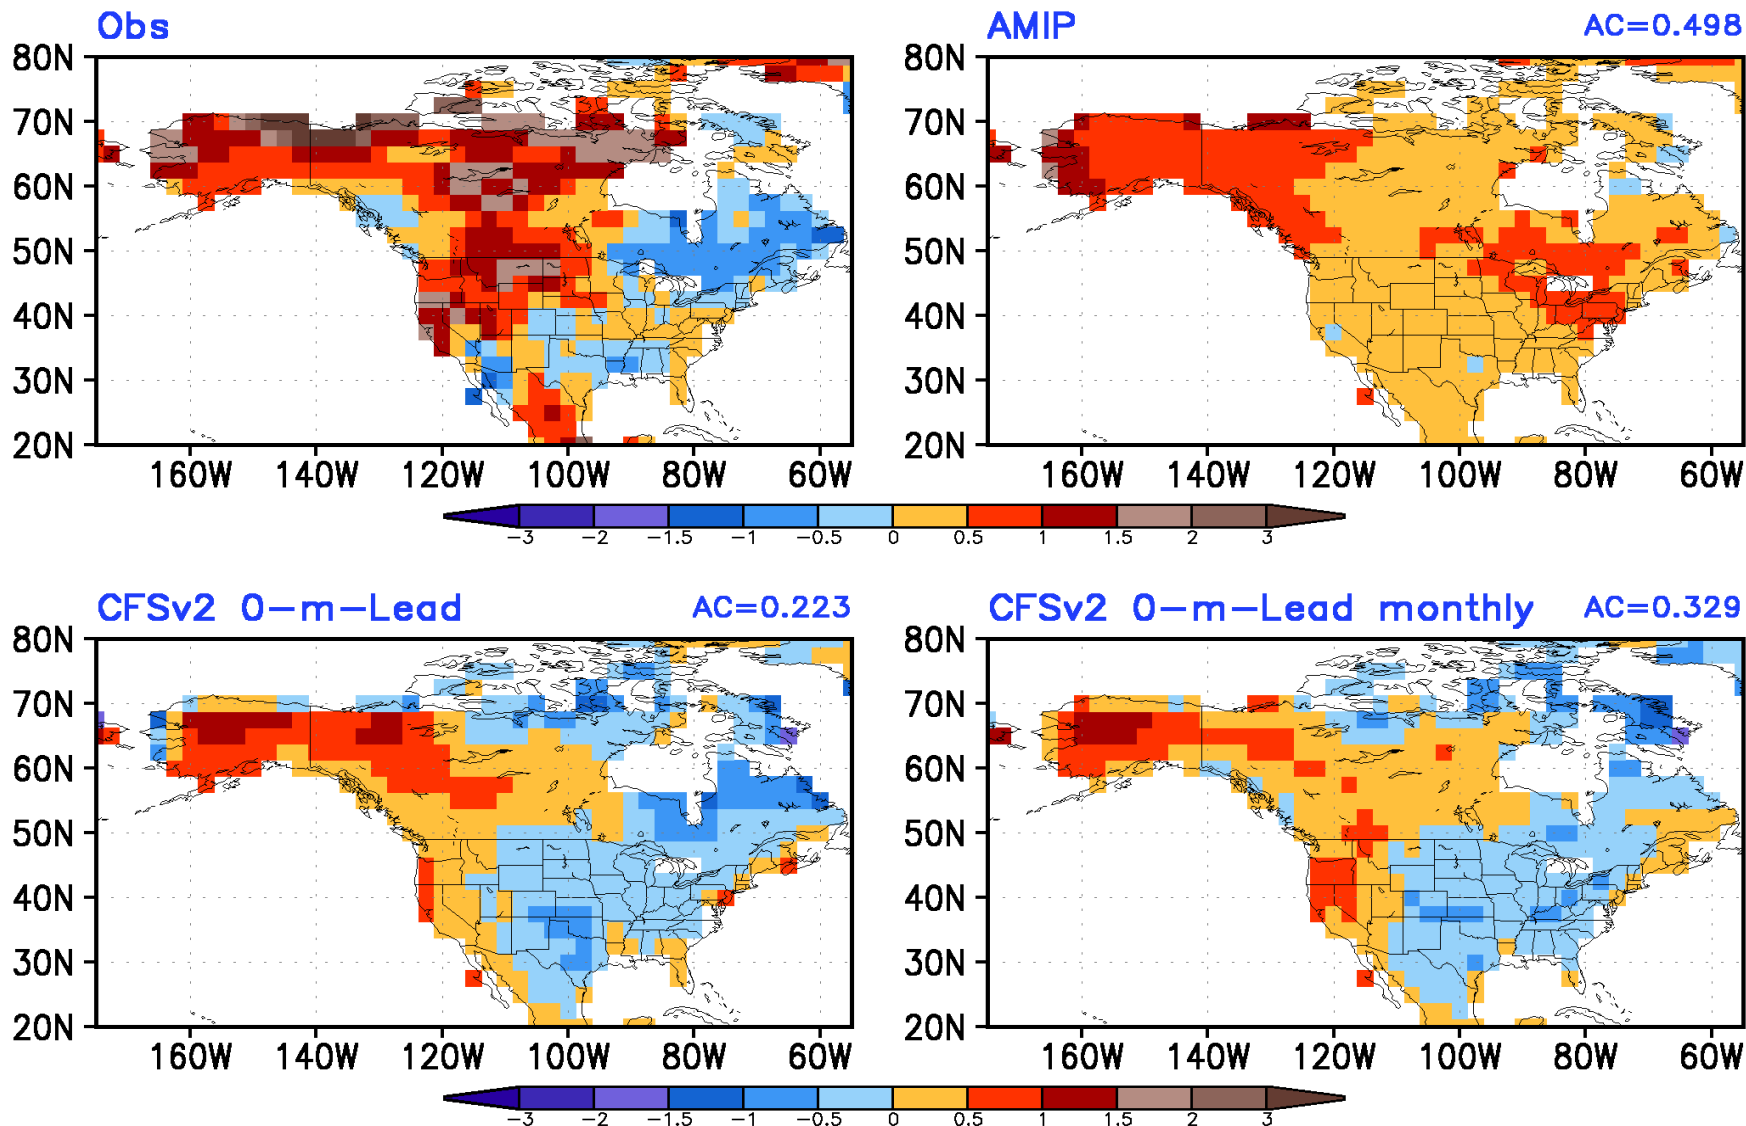 Obs
AMIP AC=0.498
80N
70N
60N
50N
40N
30N
20N
160W 140W 120W 100W 80W 60W
80N
70N
60N
50N
40N
30N
20N
160W 140W 120W 100W 80W 60W
-3 -2 -1.5 -1 -0.5 0 0.5 1 1.5 2 3
CFSv2 0-m-Lead AC=0.223
CFSv2 0-m-Lead monthly AC=0.329
80N
70N
60N
50N
40N
30N
20N
160W 140W 120W 100W 80W 60W
80N
70N
60N
50N
40N
30N
20N
160W 140W 120W 100W 80W 60W
-3 -2 -1.5 -1 -0.5 0 0.5 1 1.5 2 3